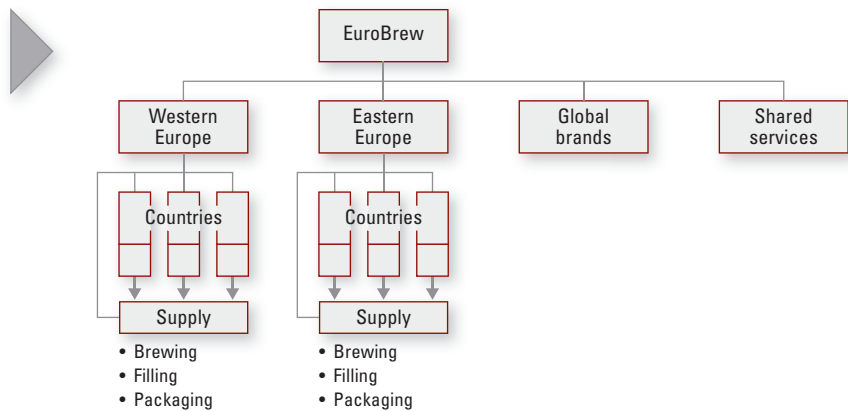 EuroBrew
Western
Europe
Eastern
Europe
Global
brands
Shared
services
Countries
Countries
Supply
Supply
• Brewing
• Filling
• Packaging
• Brewing
• Filling
• Packaging